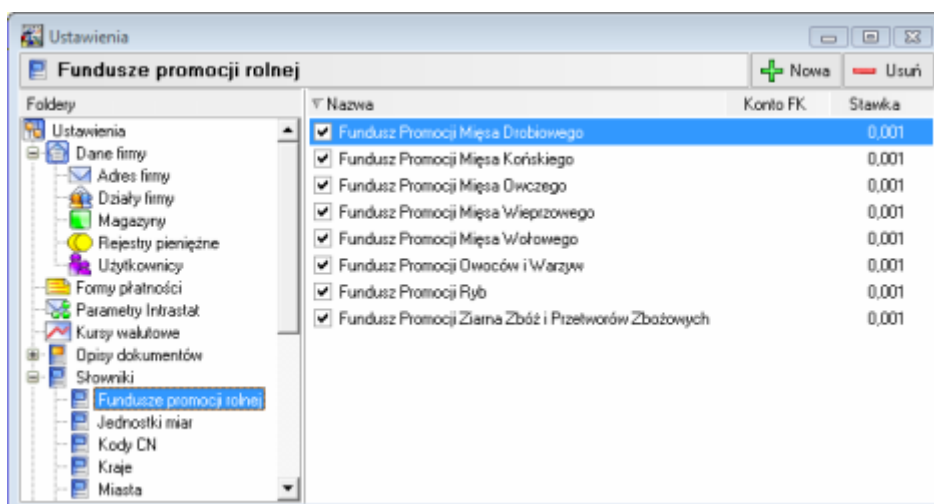 Ustawienia
Fundusze promocji rolnej
Nowa
Usuń
Foldery
Nazwa
Konto FK
Stawka
Ustawienia
Dane firmy
Adres firmy
Działy firmy
Magazyny
Rejestry pieniężne
Użytkownicy
Formy płatności
Parametry Intrastat
Kursy walutowe
Opisy dokumentów
Słowniki
Fundusze promocji rolnej
Jednostki miar
Kody CN
Kraje
Miasta
Fundusz Promocji Mięsa Drobiowego 0,001
Fundusz Promocji Mięsa Końskiego 0,001
Fundusz Promocji Mięsa Owczego 0,001
Fundusz Promocji Mięsa Wieprzowego 0,001
Fundusz Promocji Mięsa Wołowego 0,001
Fundusz Promocji Owoców i Warzyw 0,001
Fundusz Promocji Ryb 0,001
Fundusz Promocji Ziarna Zbóż i Przetworów Zbożowych 0,001